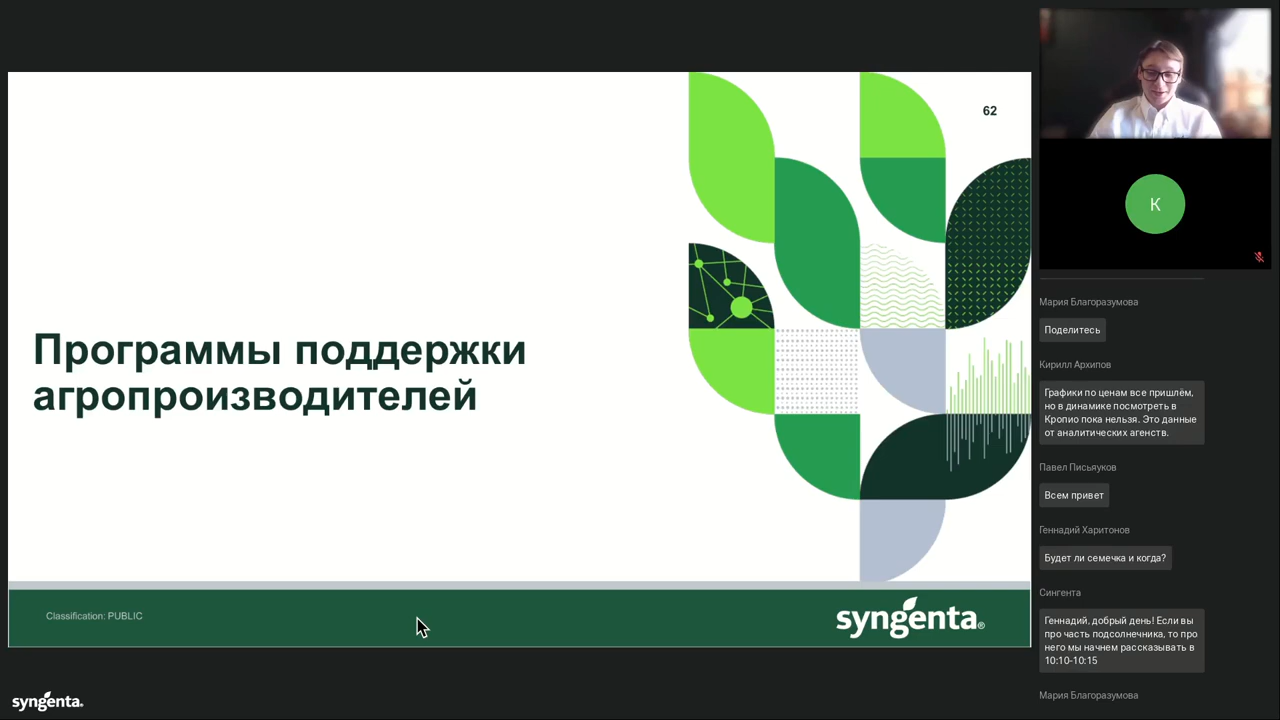 62
Программы поддержки
агропроизводителей
Classification: PUBLIC
syngenta®
syngenta®
К
Мария Благоразумова
Поделитесь
Кирилл Архипов
Графики по ценам все пришлём,
но в динамике посмотреть в
Кропио пока нельзя. Это данные
от аналитических агенств.
Павел Письяуков
Всем привет
Геннадий Харитонов
Будет ли семечка и когда?
Сингента
Геннадий, добрый день! Если вы
про часть подсолнечника, то про
него мы начнем рассказывать в
10:10-10:15
Мария Благоразумова